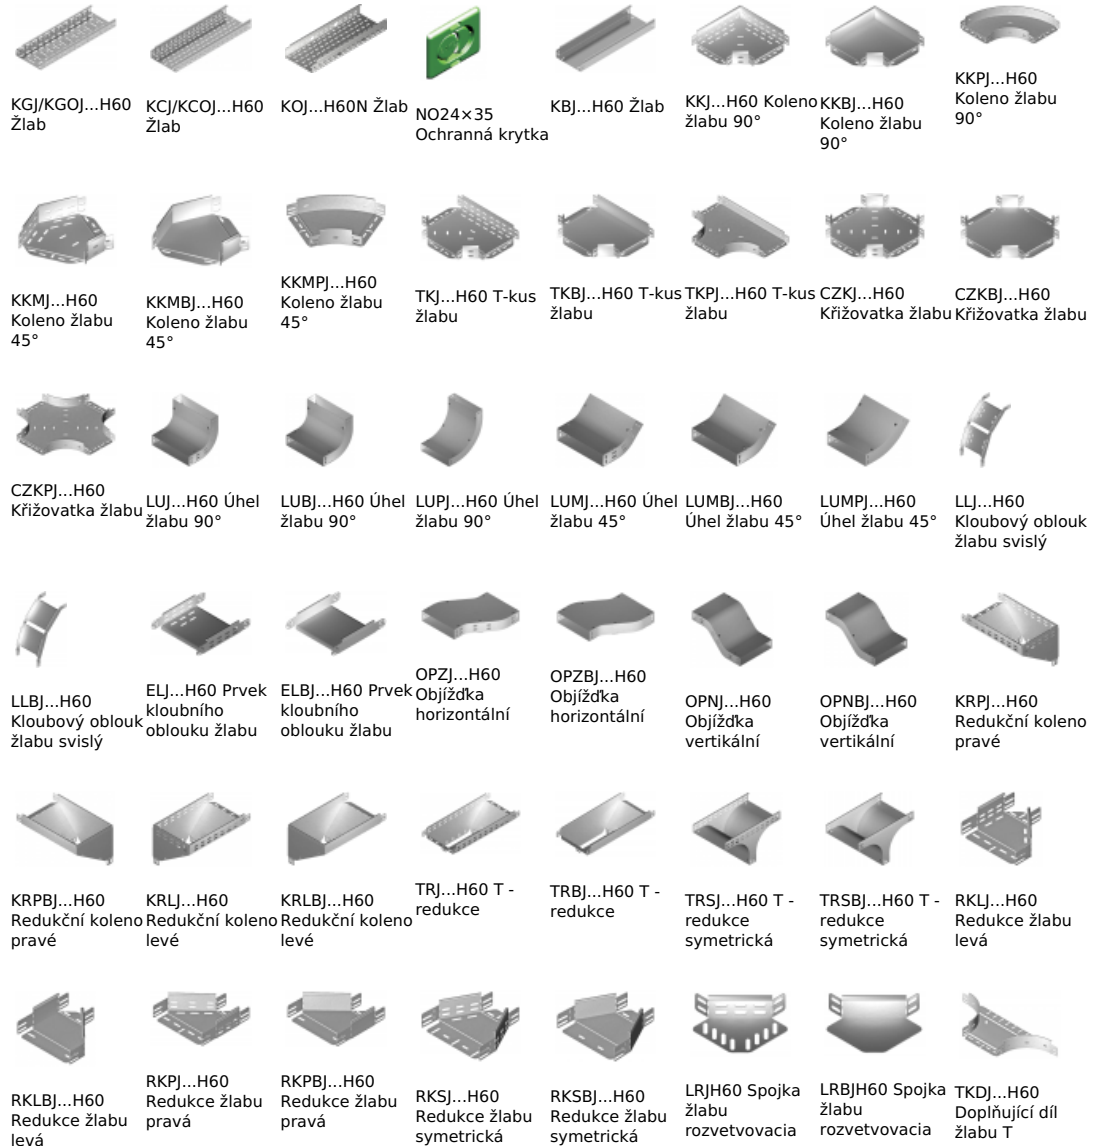 KGJ/KGOJ...H60
Žlab
KCJ/KCOJ...H60
Žlab
KOJ...H60N Žlab
NO24×35
Ochranná krytka
KBJ...H60 Žlab
KKJ...H60 Koleno
žlabu 90°
KKBJ...H60
Koleno žlabu
90°
KKPJ...H60
Koleno žlabu
90°
KKMJ...H60
Koleno žlabu
45°
KKMBJ...H60
Koleno žlabu
45°
KKMPJ...H60
Koleno žlabu
45°
TKJ...H60 T-kus
žlabu
TKBJ...H60 T-kus
žlabu
TKPJ...H60 T-kus
žlabu
CZKJ...H60
Křižovatka žlabu
CZKBJ...H60
Křižovatka žlabu
CZKPJ...H60
Křižovatka žlabu
LUJ...H60 Úhel
žlabu 90°
LUBJ...H60 Úhel
žlabu 90°
LUPJ...H60 Úhel
žlabu 90°
LUMJ...H60 Úhel
žlabu 45°
LUMBJ...H60
Úhel žlabu 45°
LUMPJ...H60
Úhel žlabu 45°
LLJ...H60
Kloubový oblouk
žlabu svislý
LLBJ...H60
Kloubový oblouk
žlabu svislý
ELJ...H60 Prvek
kloubního
oblouku žlabu
ELBJ...H60 Prvek
kloubního
oblouku žlabu
OPZJ...H60
Objížďka
horizontální
OPZBJ...H60
Objížďka
horizontální
OPNJ...H60
Objížďka
vertikální
OPNBJ...H60
Objížďka
vertikální
KRPJ...H60
Redukční koleno
pravé
KRPBJ...H60
Redukční koleno
pravé
KRLJ...H60
Redukční koleno
levé
KRLBJ...H60
Redukční koleno
levé
TRJ...H60 T -
redukce
TRBJ...H60 T -
redukce
TRSJ...H60 T -
redukce
symetrická
TRSBJ...H60 T -
redukce
symetrická
RKLJ...H60
Redukce žlabu
levá
RKLBJ...H60
Redukce žlabu
levá
RKPJ...H60
Redukce žlabu
pravá
RKPBJ...H60
Redukce žlabu
pravá
RKSJ...H60
Redukce žlabu
symetrická
RKSBJ...H60
Redukce žlabu
symetrická
LRJH60 Spojka
žlabu
rozvetvovacia
LRBJH60 Spojka
žlabu
rozvetvovacia
TKDJ...H60
Doplňující díl
žlabu T